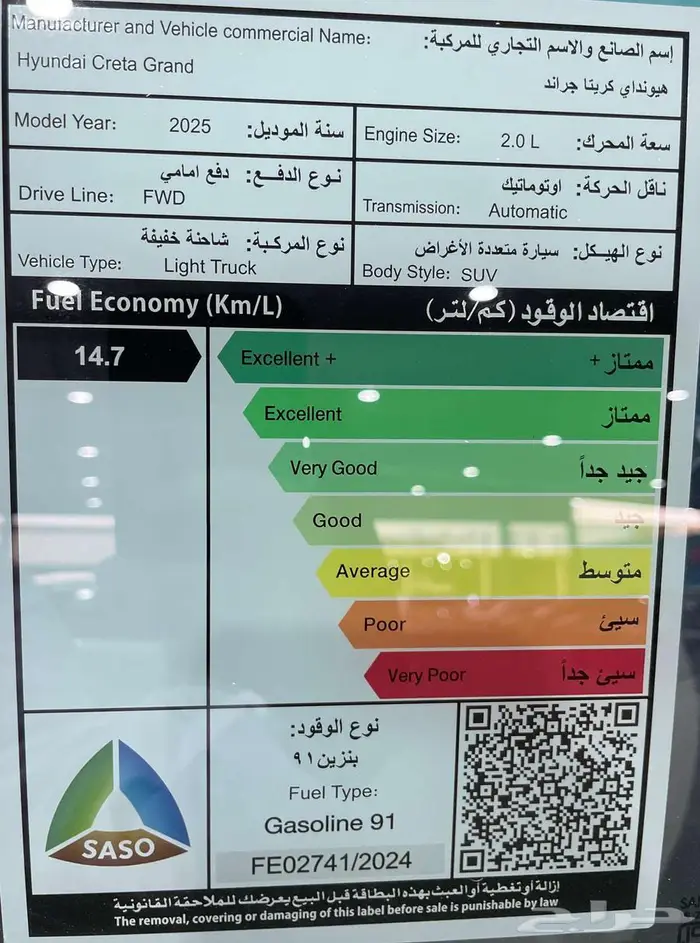 Manufacturer and Vehicle commercial Name:
إسم الصانع والاسم التجاري للمركبة:
Hyundai Creta Grand
هيونداي كريتا جراند
Model Year: 2025 سنة الموديل:
Engine Size: 2.0 L سعة المحرك:
نوع الدفع: دفع امامي
Drive Line: FWD
ناقل الحركة: اوتوماتيك
Transmission: Automatic
نوع المركبة: شاحنة خفيفة
Vehicle Type: Light Truck
نوع الهيكل: سيارة متعددة الأغراض
Body Style: SUV
Fuel Economy (Km/L) اقتصاد الوقود (كم/لتر)
14.7
Excellent + ممتاز +
Excellent ممتاز
Very Good جيد جداً
Good جيد
Average متوسط
Poor سيئ
Very Poor سيئ جداً
SASO
نوع الوقود:
بنزين ٩١
Fuel Type:
Gasoline 91
FE02741/2024
إزالة أو تغطية أو العبث بهذه البطاقة قبل البيع يعرضك للملاحقة القانونية
The removal, covering or damaging of this label before sale is punishable by law
حراج